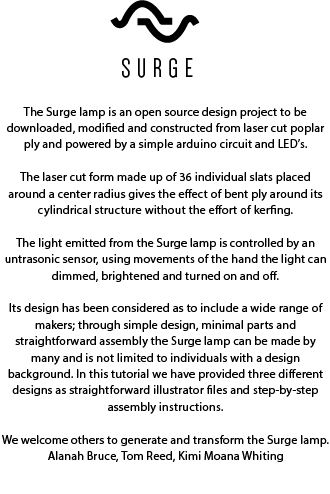 SURGE
The Surge lamp is an open source design project to be
downloaded, modified and constructed from laser cut poplar
ply and powered by a simple arduino circuit and LED's.
The laser cut form made up of 36 individual slats placed
around a center radius gives the effect of bent ply around its
cylindrical structure without the effort of kerfing.
The light emitted from the Surge lamp is controlled by an
untrasonic sensor, using movements of the hand the light can
dimmed, brightened and turned on and off.
Its design has been considered as to include a wide range of
makers; through simple design, minimal parts and
straightforward assembly the Surge lamp can be made by
many and is not limited to individuals with a design
background. In this tutorial we have provided three different
designs as straightforward illustrator files and step-by-step
assembly instructions.
We welcome others to generate and transform the Surge lamp.
Alanah Bruce, Tom Reed, Kimi Moana Whiting